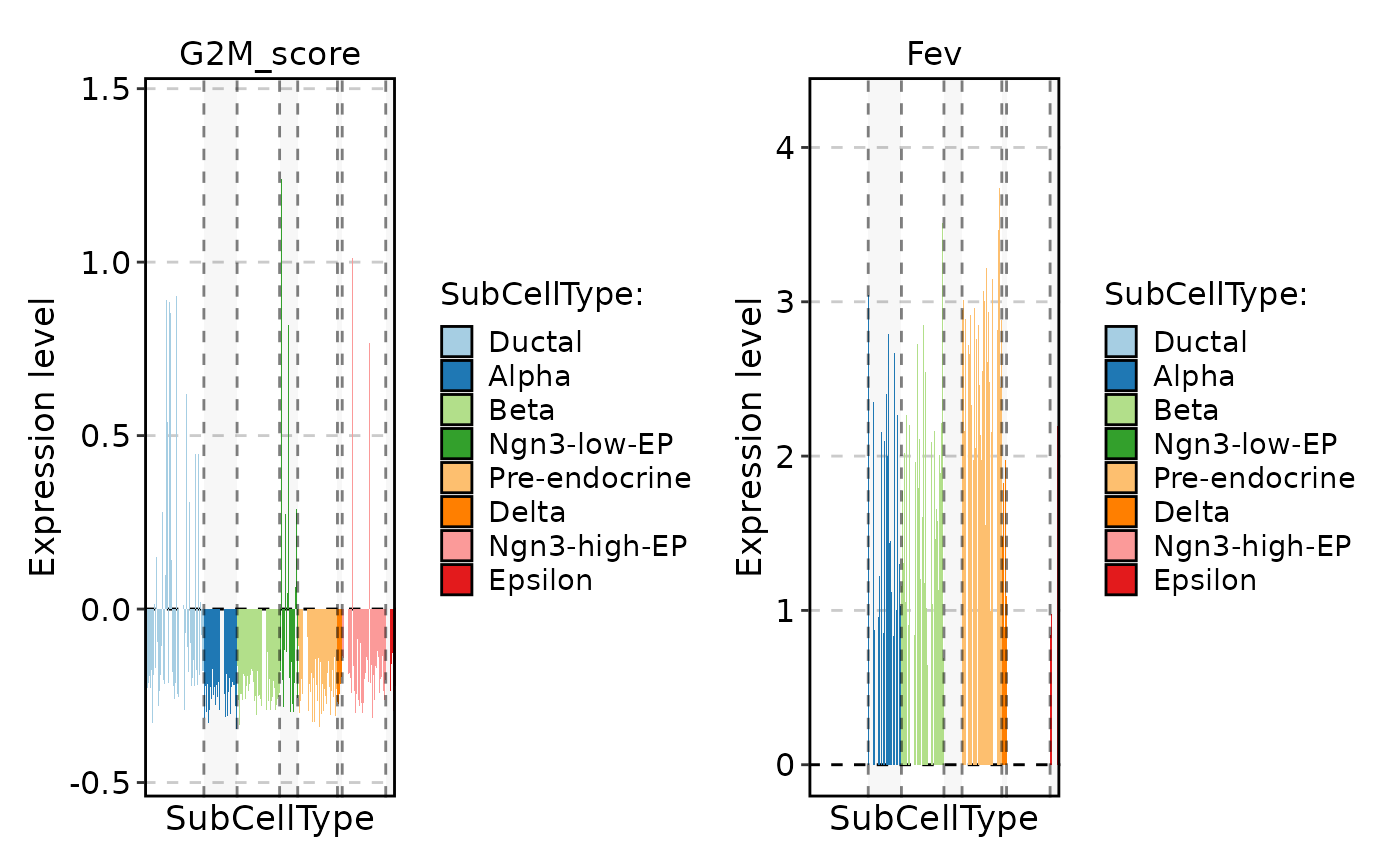 G2M_score
1.5
1.0
0.5
0.0
-0.5
Expression level
SubCellType
SubCellType:
Ductal
Alpha
Beta
Ngn3-low-EP
Pre-endocrine
Delta
Ngn3-high-EP
Epsilon
Fev
4
3
2
1
0
Expression level
SubCellType
SubCellType:
Ductal
Alpha
Beta
Ngn3-low-EP
Pre-endocrine
Delta
Ngn3-high-EP
Epsilon